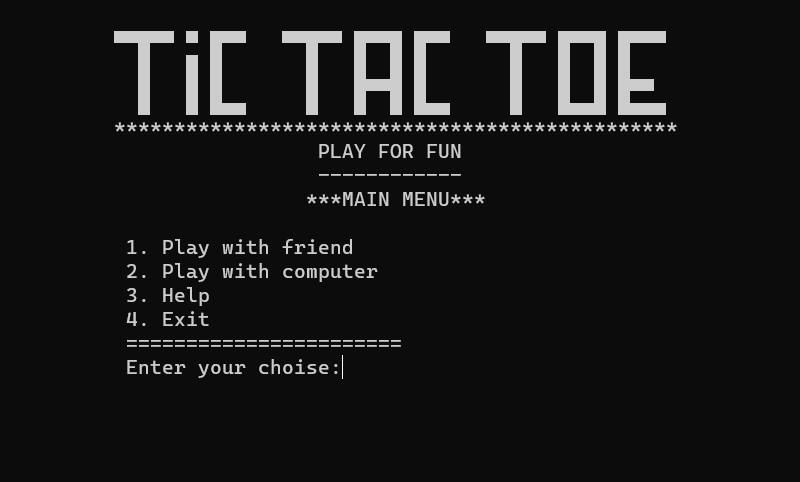 TiC TAC TOE
***********************************************
PLAY FOR FUN
------------
***MAIN MENU***
1. Play with friend
2. Play with computer
3. Help
4. Exit
=======================
Enter your choise: